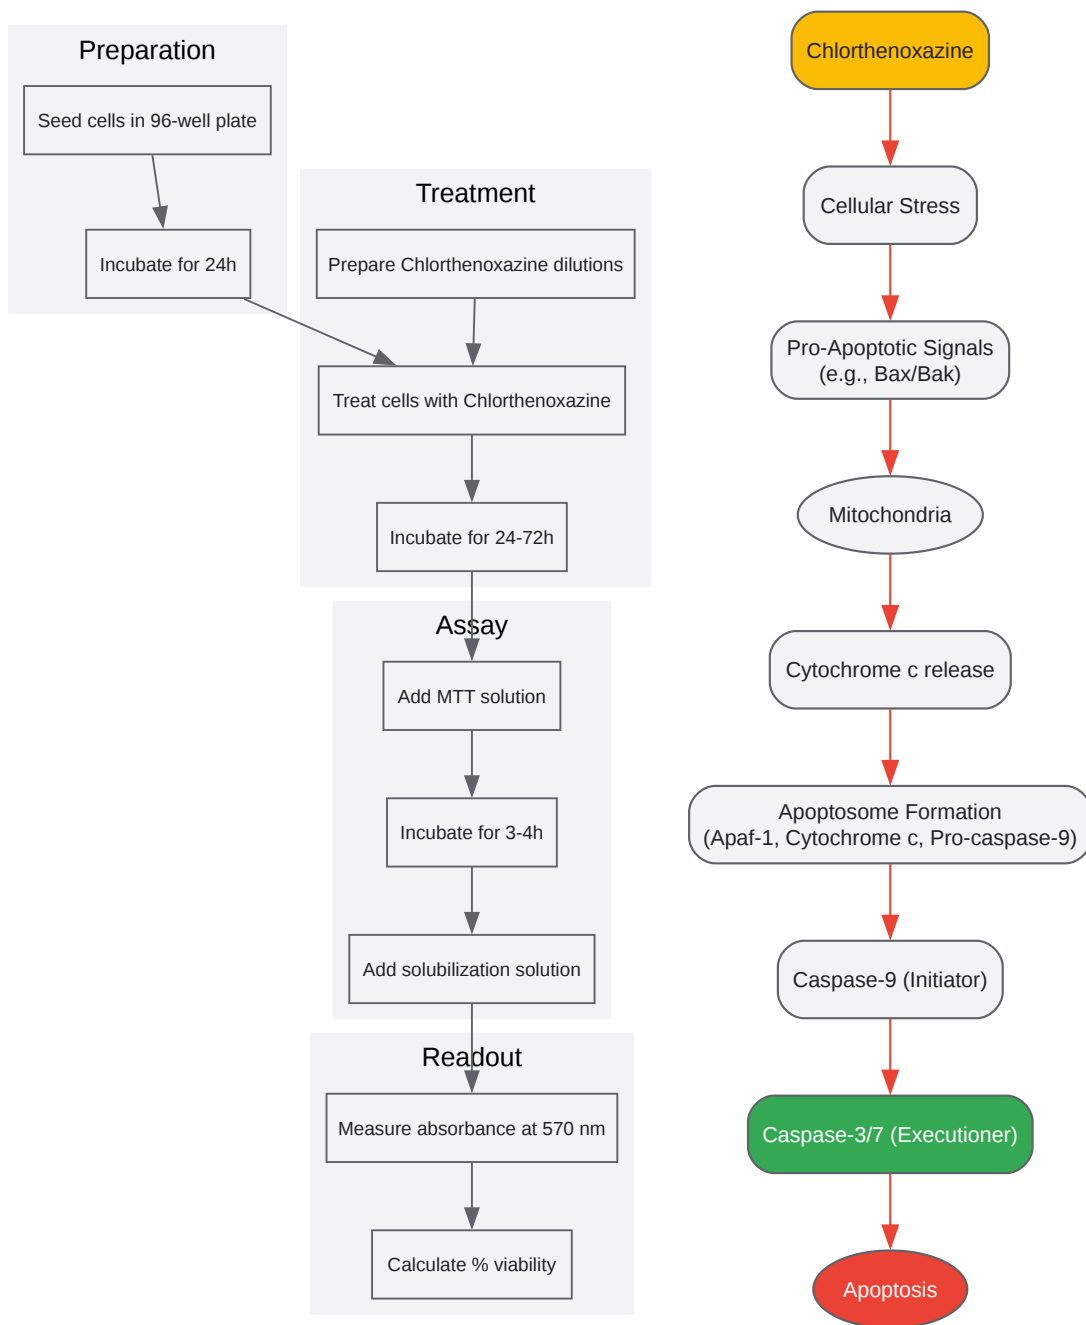 Preparation
Seed cells in 96-well plate
Incubate for 24h
Treatment
Prepare Chlorthenoxazine dilutions
Treat cells with Chlorthenoxazine
Incubate for 24-72h
Assay
Add MTT solution
Incubate for 3-4h
Add solubilization solution
Readout
Measure absorbance at 570 nm
Calculate % viability
Chlorthenoxazine
Cellular Stress
Pro-Apoptotic Signals
(e.g., Bax/Bak)
Mitochondria
Cytochrome c release
Apoptosome Formation
(Apaf-1, Cytochrome c, Pro-caspase-9)
Caspase-9 (Initiator)
Caspase-3/7 (Executioner)
Apoptosis